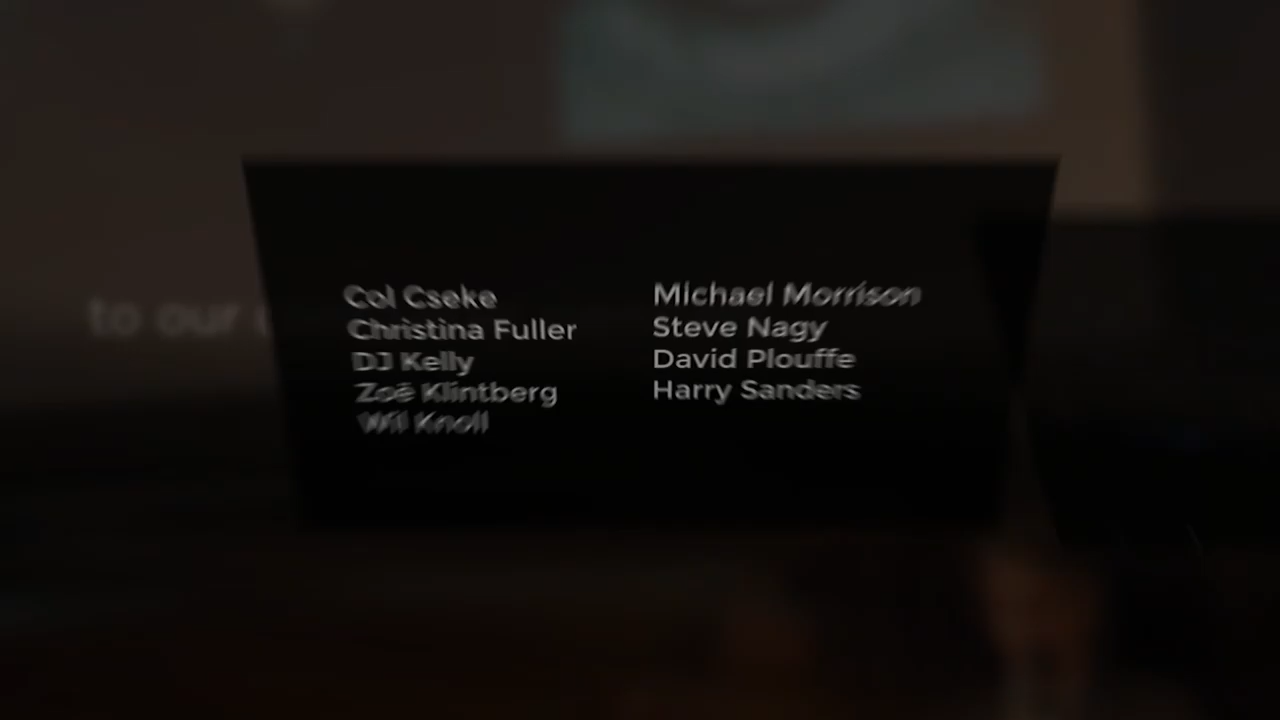 to our
Col Cseke
Christina Fuller
DJ Kelly
Zoë Klintberg
Wil Knoll
Michael Morrison
Steve Nagy
David Plouffe
Harry Sanders